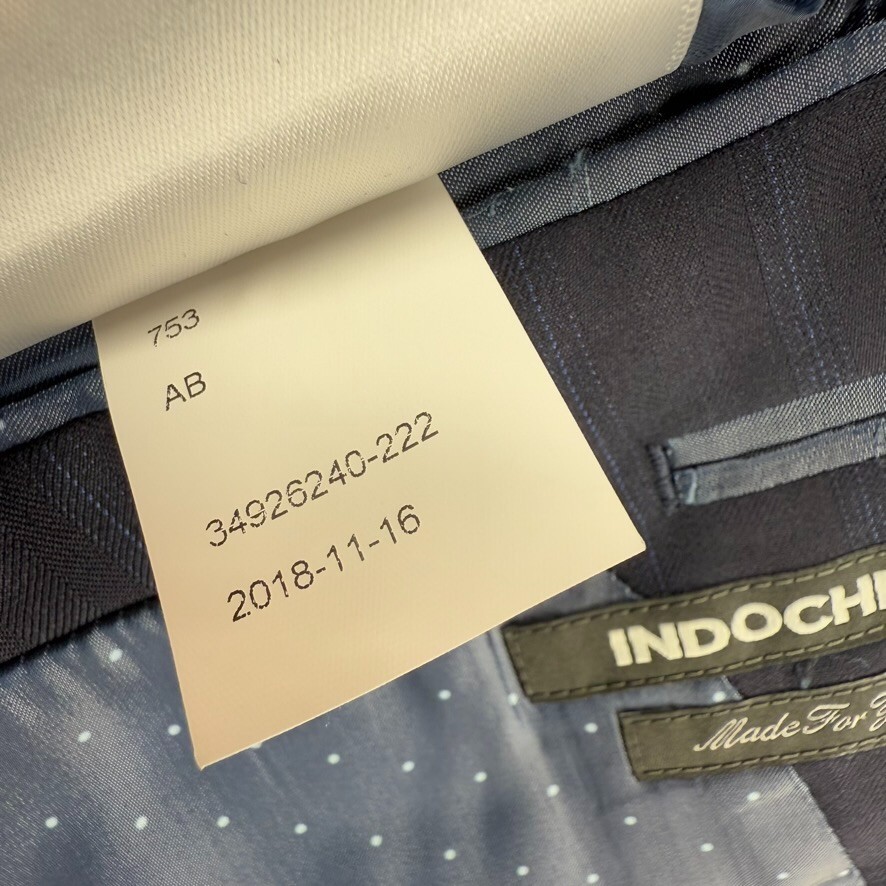 753
AB
34926240-222
2018-11-16
INDOCHI
Made For